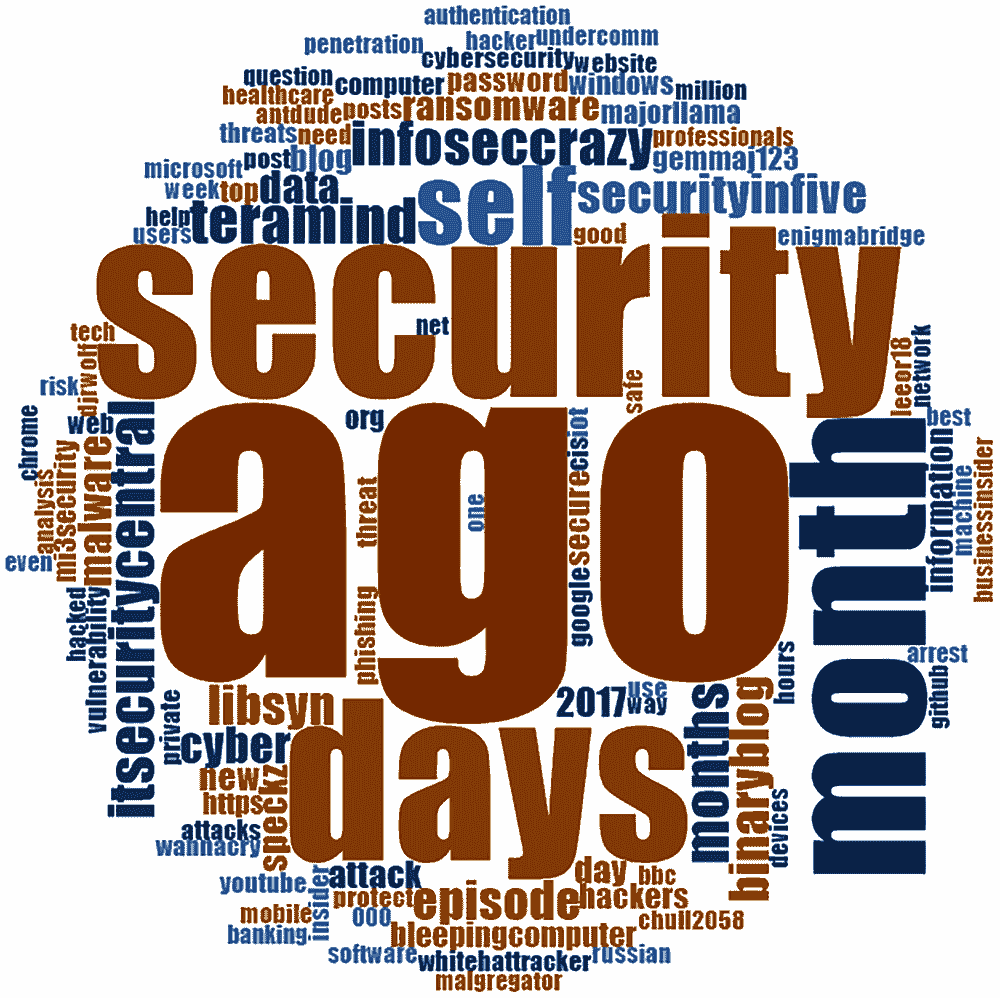 authentication
penetration
hacker
undercomm
cybersecurity
website
question
computer
password
windows
million
healthcare
antdude
posts
ransomware
majorllama
threats
need
infoseccrazy
professionals
microsoft
post
blog
gemmaj123
week
top
data
self
securityinfive
help
teramind
users
good
enigmabridge
security
net
tech
djrwolf
risk
safe
leeor18
network
chrome
web
itsecuritycentral
org
ago
best
month
analysis
mi3security
malware
threat
one
google
secure
ciso
iot
information
machine
businessinsider
even
hacked
vulnerability
phishing
arrest
github
hours
private
libsyn
cyber
days
2017
use
way
months
binaryblog
new
https
speckz
devices
attacks
wannacry
youtube
insider
attack
day
bbc
protect
episode
hackers
mobile
000
chull2058
banking
bleepingcomputer
software
whitehattracker
russian
malgregator